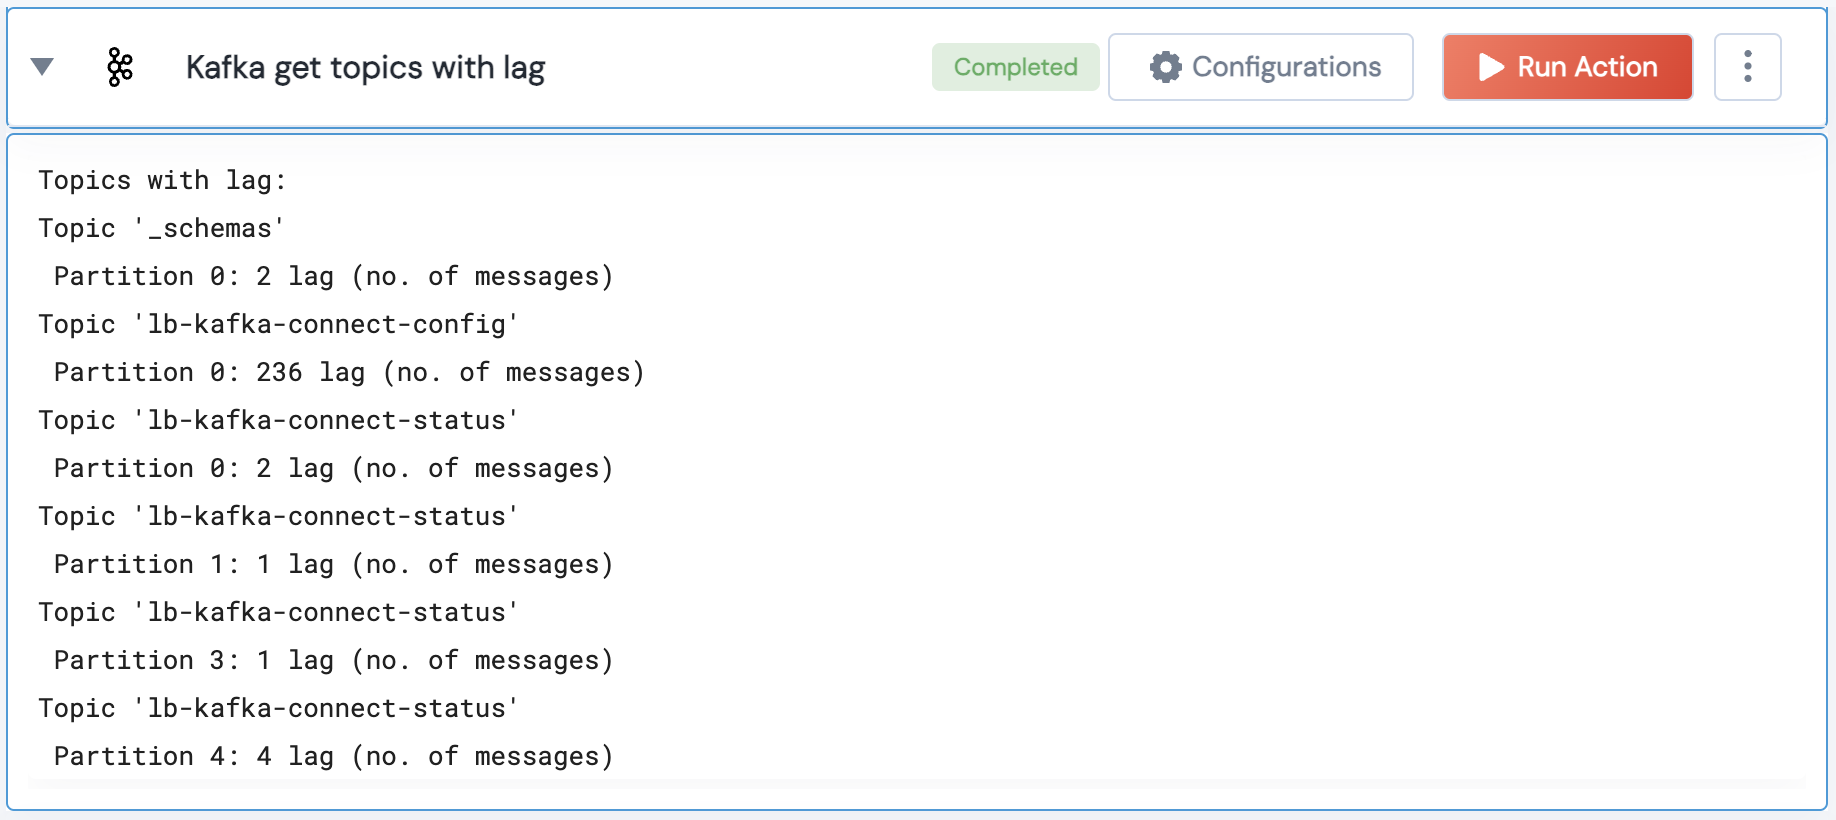 Kafka get topics with lag
Completed
Configurations
Run Action
Topics with lag:
Topic '_schemas'
Partition 0: 2 lag (no. of messages)
Topic 'lb-kafka-connect-config'
Partition 0: 236 lag (no. of messages)
Topic 'lb-kafka-connect-status'
Partition 0: 2 lag (no. of messages)
Topic 'lb-kafka-connect-status'
Partition 1: 1 lag (no. of messages)
Topic 'lb-kafka-connect-status'
Partition 3: 1 lag (no. of messages)
Topic 'lb-kafka-connect-status'
Partition 4: 4 lag (no. of messages)